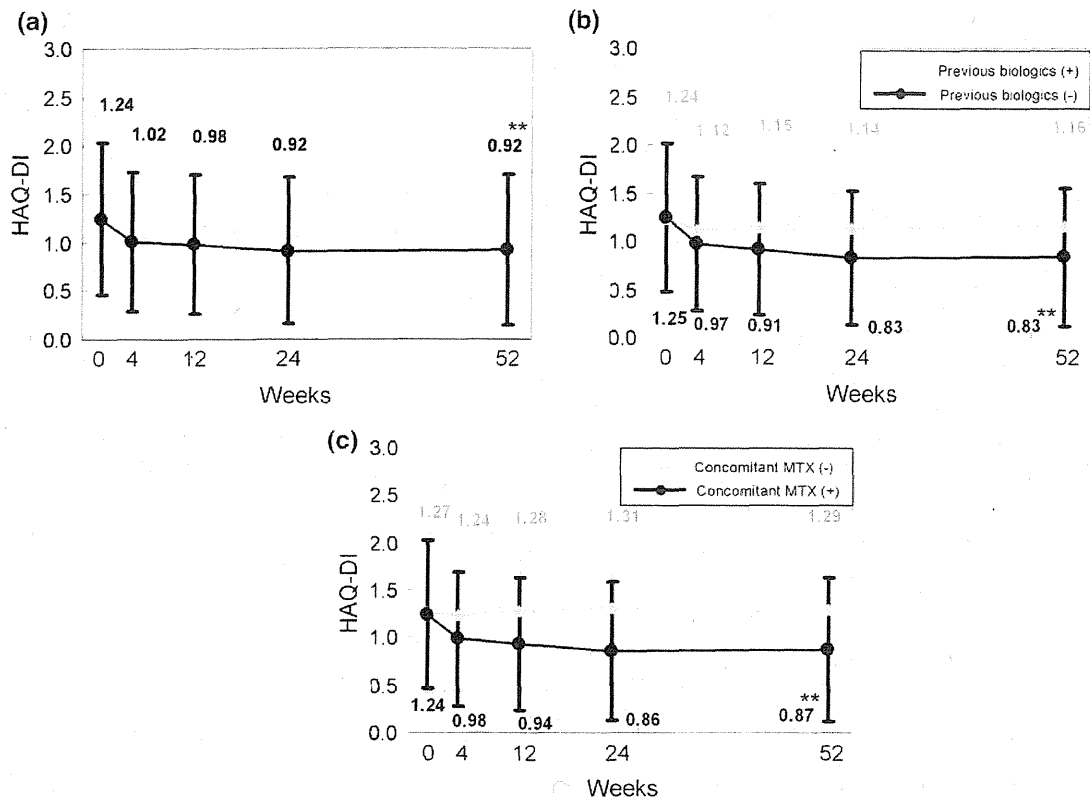 (a)
3.0
2.5
2.0
1.5
1.0
0.5
0.0
HAQ-DI
1.24
1.02
0.98
0.92
**
0.92
0 4 12 24 52
Weeks
(b)
3.0
2.5
2.0
1.5
1.0
0.5
0.0
HAQ-DI
Previous biologics (+)
Previous biologics (-)
1.24 1.12 1.15 1.14 1.16
1.25 0.97 0.91 0.83 0.83 **
0 4 12 24 52
Weeks
(c)
3.0
2.5
2.0
1.5
1.0
0.5
0.0
HAQ-DI
Concomitant MTX (-)
Concomitant MTX (+)
1.27 1.24 1.28 1.31 1.29
**
1.24 0.98 0.94 0.86 0.87
0 4 12 24 52
Weeks